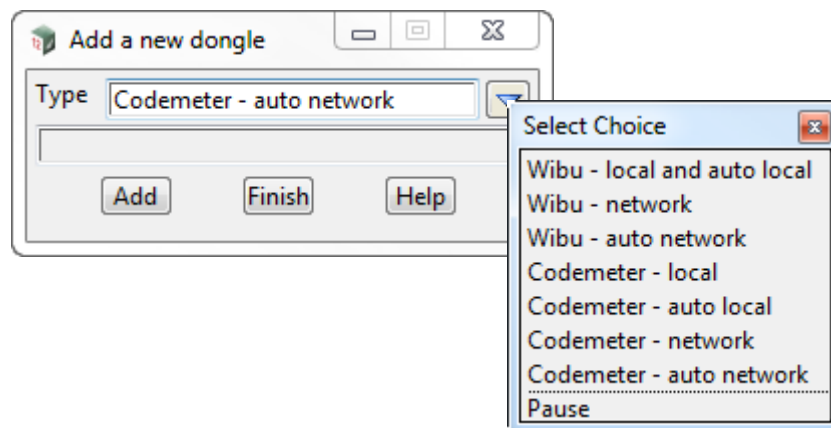 Add a new dongle
Type Codemeter - auto network
Add Finish Help
Select Choice
Wibu - local and auto local
Wibu - network
Wibu - auto network
Codemeter - local
Codemeter - auto local
Codemeter - network
Codemeter - auto network
Pause